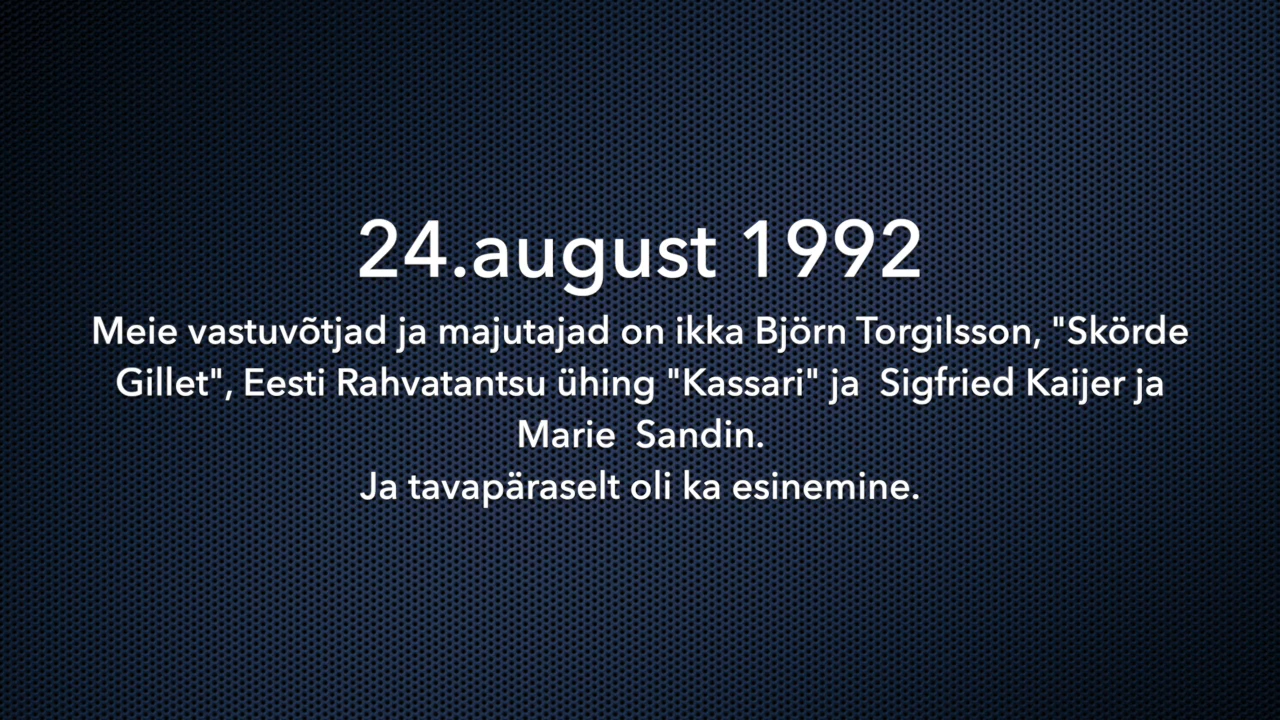 24.august 1992
Meie vastuvõtjad ja majutajad on ikka Björn Torgilsson, "Skörde
Gillet", Eesti Rahvatantsu ühing "Kassari" ja  Sigfried Kaijer ja
Marie  Sandin.
Ja tavapäraselt oli ka esinemine.